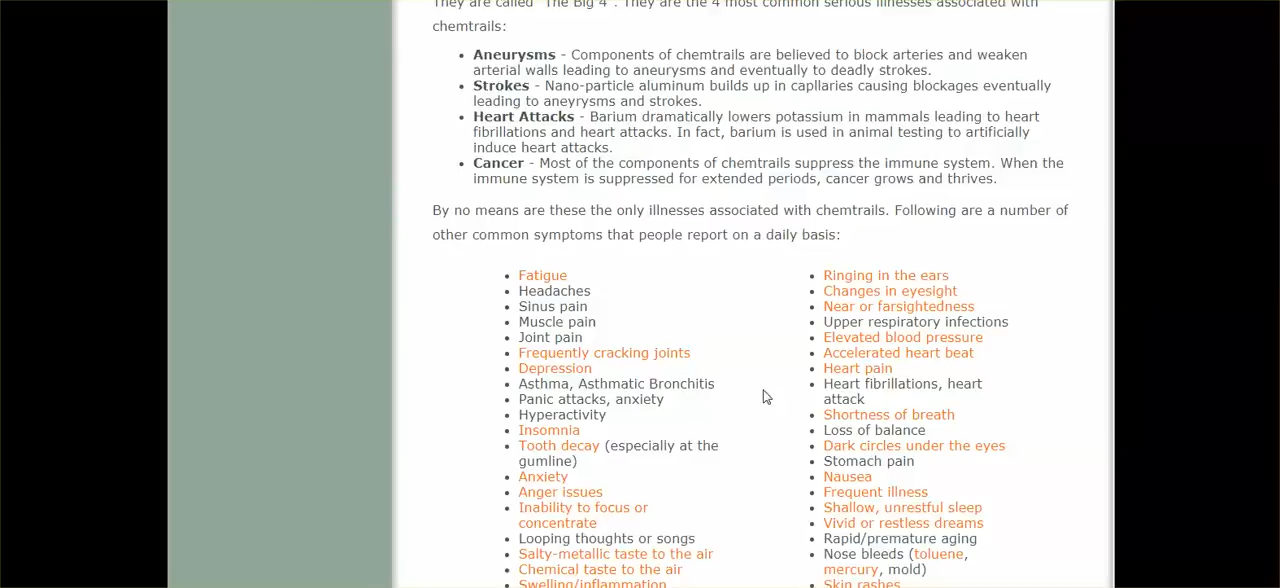 They are called "The Big 4". They are the 4 most common serious illnesses associated with
chemtrails:
Aneurysms - Components of chemtrails are believed to block arteries and weaken
arterial walls leading to aneurysms and eventually to deadly strokes.
Strokes - Nano-particle aluminum builds up in capllaries causing blockages eventually
leading to aneyrysms and strokes.
Heart Attacks - Barium dramatically lowers potassium in mammals leading to heart
fibrillations and heart attacks. In fact, barium is used in animal testing to artificially
induce heart attacks.
Cancer - Most of the components of chemtrails suppress the immune system. When the
immune system is suppressed for extended periods, cancer grows and thrives.
By no means are these the only illnesses associated with chemtrails. Following are a number of
other common symptoms that people report on a daily basis:
Fatigue
Headaches
Sinus pain
Muscle pain
Joint pain
Frequently cracking joints
Depression
Asthma, Asthmatic Bronchitis
Panic attacks, anxiety
Hyperactivity
Insomnia
Tooth decay (especially at the
gumline)
Anxiety
Anger issues
Inability to focus or
concentrate
Looping thoughts or songs
Salty-metallic taste to the air
Chemical taste to the air
Swelling/inflammation
Ringing in the ears
Changes in eyesight
Near or farsightedness
Upper respiratory infections
Elevated blood pressure
Accelerated heart beat
Heart pain
Heart fibrillations, heart
attack
Shortness of breath
Loss of balance
Dark circles under the eyes
Stomach pain
Nausea
Frequent illness
Shallow, unrestful sleep
Vivid or restless dreams
Rapid/premature aging
Nose bleeds (toluene,
mercury, mold)
Skin rashes